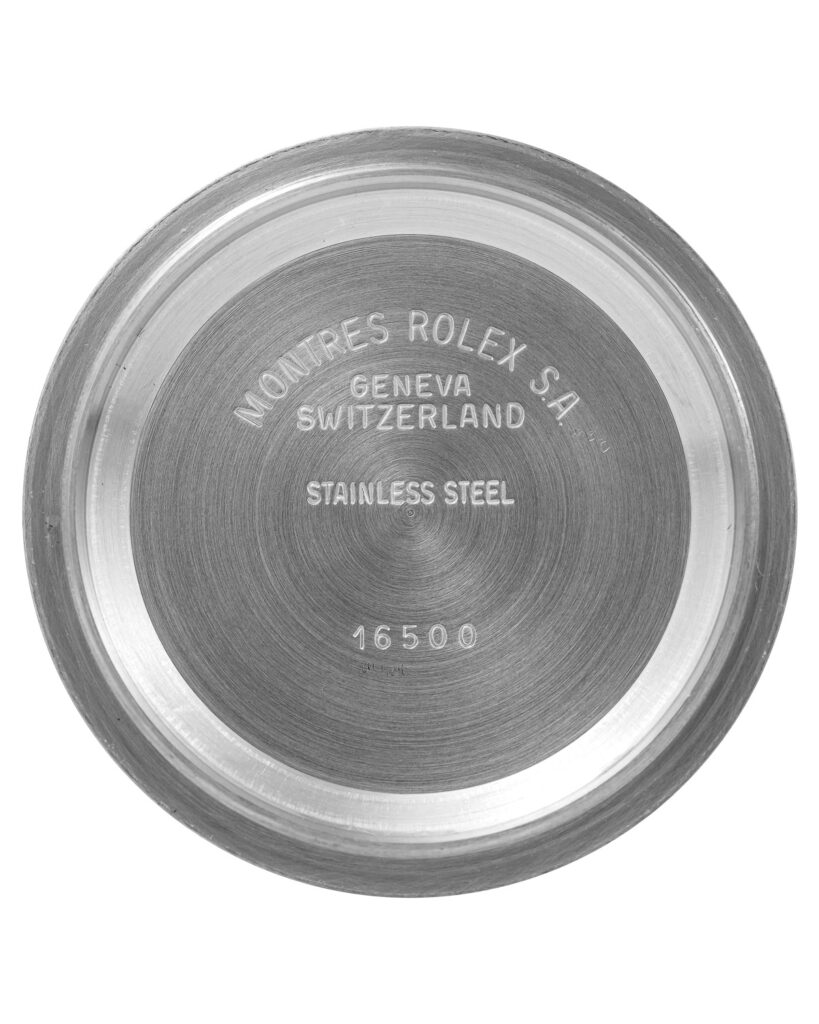 MONTRES ROLEX S.A.
GENEVA
SWITZERLAND
STAINLESS STEEL
16500